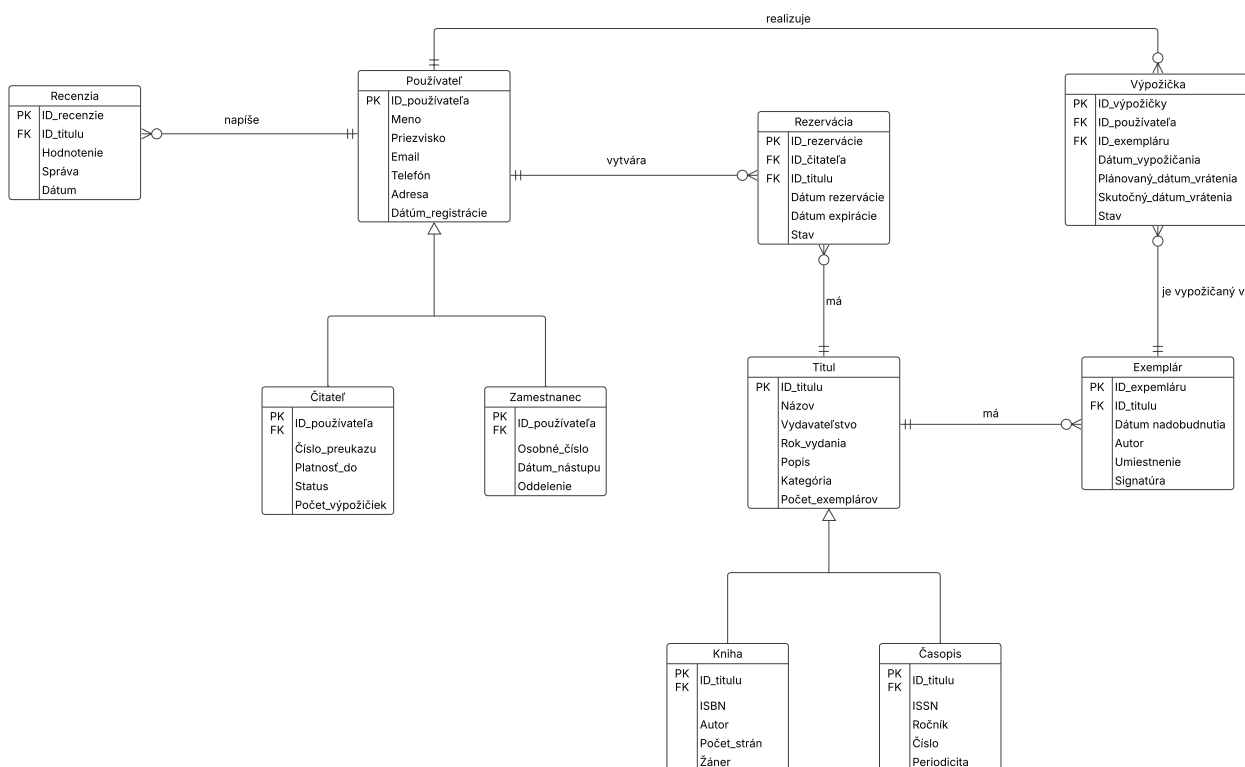 realizuje
Recenzia
PK ID_recenzie
FK ID_titulu
Hodnotenie
Správa
Dátum
napíše
Používateľ
PK ID_používateľa
Meno
Priezvisko
Email
Telefón
Adresa
Dátúm_registrácie
vytvára
Rezervácia
PK ID_rezervácie
FK ID_čitateľa
FK ID_titulu
Dátum rezervácie
Dátum expirácie
Stav
Výpožička
PK ID_výpožičky
FK ID_používateľa
FK ID_exempláru
Dátum_vypožičania
Plánovaný_dátum_vrátenia
Skutočný_dátum_vrátenia
Stav
má
je vypožičaný v
Čitateľ
PK FK ID_používateľa
Číslo_preukazu
Platnosť_do
Status
Počet_výpožičiek
Zamestnanec
PK FK ID_používateľa
Osobné_číslo
Dátum_nástupu
Oddelenie
Titul
PK ID_titulu
Názov
Vydavateľstvo
Rok_vydania
Popis
Kategória
Počet_exemplárov
má
Exemplár
PK ID_expemláru
FK ID_titulu
Dátum nadobudnutia
Autor
Umiestnenie
Signatúra
Kniha
PK FK ID_titulu
ISBN
Autor
Počet_strán
Žáner
Časopis
PK FK ID_titulu
ISSN
Ročník
Číslo
Periodicita